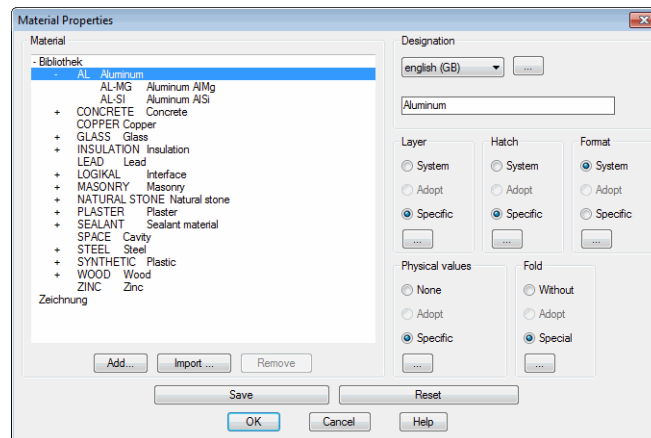 Material Properties
Material
- Bibliothek
- AL Aluminum
AL-MG Aluminum AlMg
AL-SI Aluminum AlSi
+ CONCRETE Concrete
COPPER Copper
+ GLASS Glass
+ INSULATION Insulation
LEAD Lead
+ LOGIKAL Interface
+ MASONRY Masonry
+ NATURAL STONE Natural stone
+ PLASTER Plaster
+ SEALANT Sealant material
SPACE Cavity
+ STEEL Steel
+ SYNTHETIC Plastic
+ WOOD Wood
ZINC Zinc
Zeichnung
Add...
Import ...
Remove
Designation
english (GB)
...
Aluminum
Layer
System
Adopt
Specific
...
Hatch
System
Adopt
Specific
...
Format
System
Adopt
Specific
...
Physical values
None
Adopt
Specific
...
Fold
Without
Adopt
Special
...
Save
Reset
OK
Cancel
Help